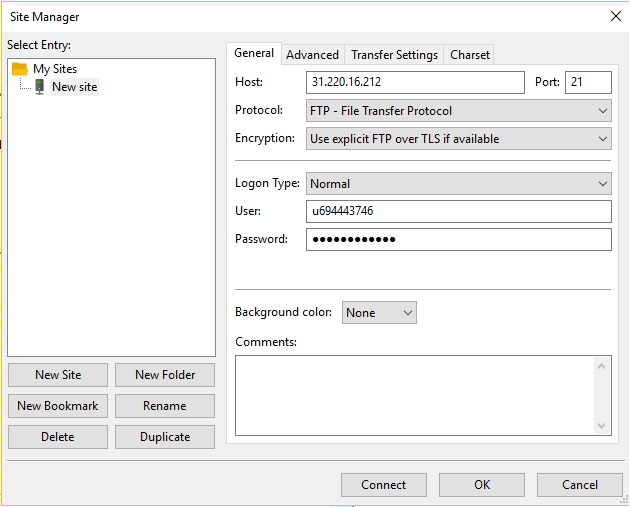 Site Manager
Select Entry:
My Sites
New site
New Site
New Folder
New Bookmark
Rename
Delete
Duplicate
General
Advanced
Transfer Settings
Charset
Host:
31.220.16.212
Port:
21
Protocol:
FTP - File Transfer Protocol
Encryption:
Use explicit FTP over TLS if available
Logon Type:
Normal
User:
u694443746
Password:
●●●●●●●●●●●●
Background color:
None
Comments:
Connect
OK
Cancel